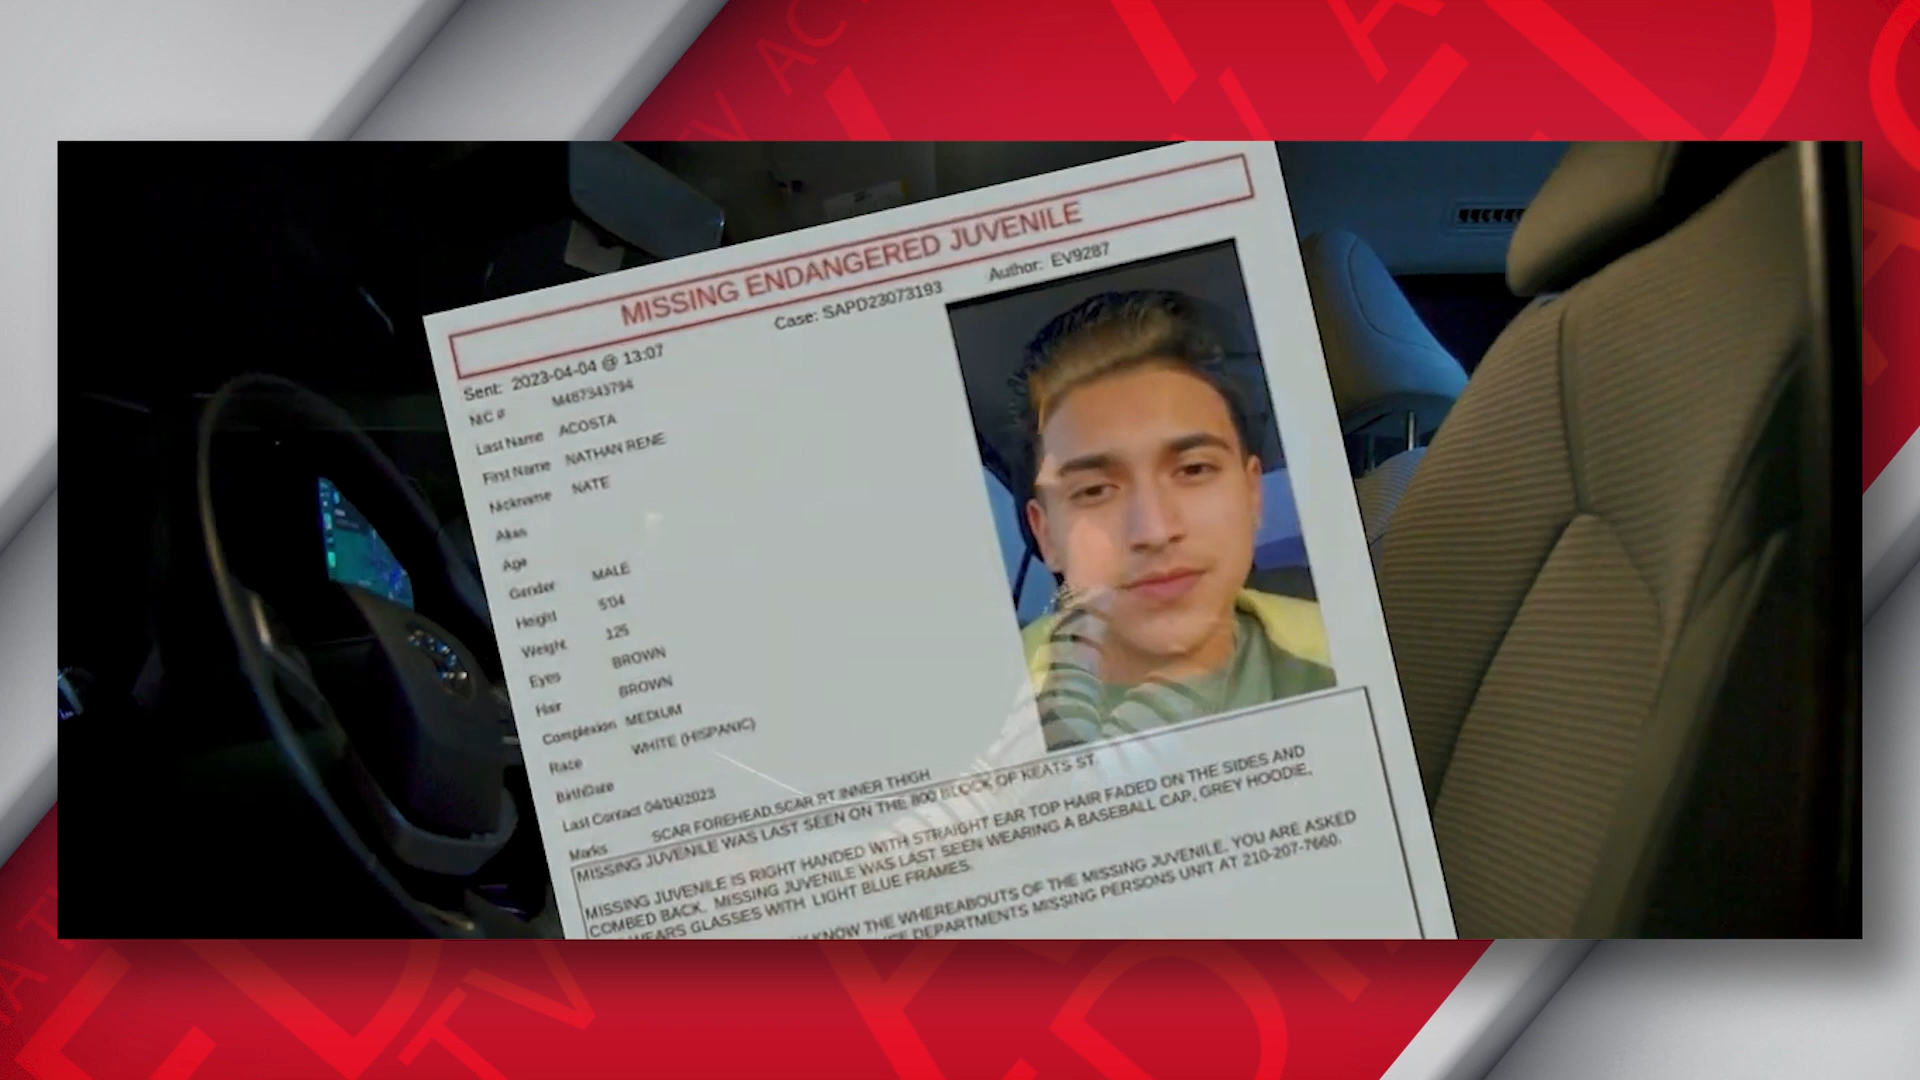 MISSING ENDANGERED JUVENILE
Case: SAPD23073193 Author: EV9287
Sent: 2023-04-04 @ 13:07
NIC # M487343794
Last Name ACOSTA
First Name NATHAN RENE
Nickname NATE
Alias
Age
Gender MALE
Height 5'04
Weight 125
Eyes BROWN
Hair BROWN
Complexion MEDIUM
Race WHITE (HISPANIC)
BirthDate
Last Contact 04/04/2023
Marks SCAR FOREHEAD,SCAR RT INNER THIGH
MISSING JUVENILE WAS LAST SEEN ON THE 800 BLOCK OF KEATS ST
MISSING JUVENILE IS RIGHT HANDED WITH STRAIGHT EAR TOP HAIR FADED ON THE SIDES AND
COMBED BACK. MISSING JUVENILE WAS LAST SEEN WEARING A BASEBALL CAP, GREY HOODIE,
WEARS GLASSES WITH LIGHT BLUE FRAMES.
KNOW THE WHEREABOUTS OF THE MISSING JUVENILE. YOU ARE ASKED
DEPARTMENTS MISSING PERSONS UNIT AT 210-207-7660.